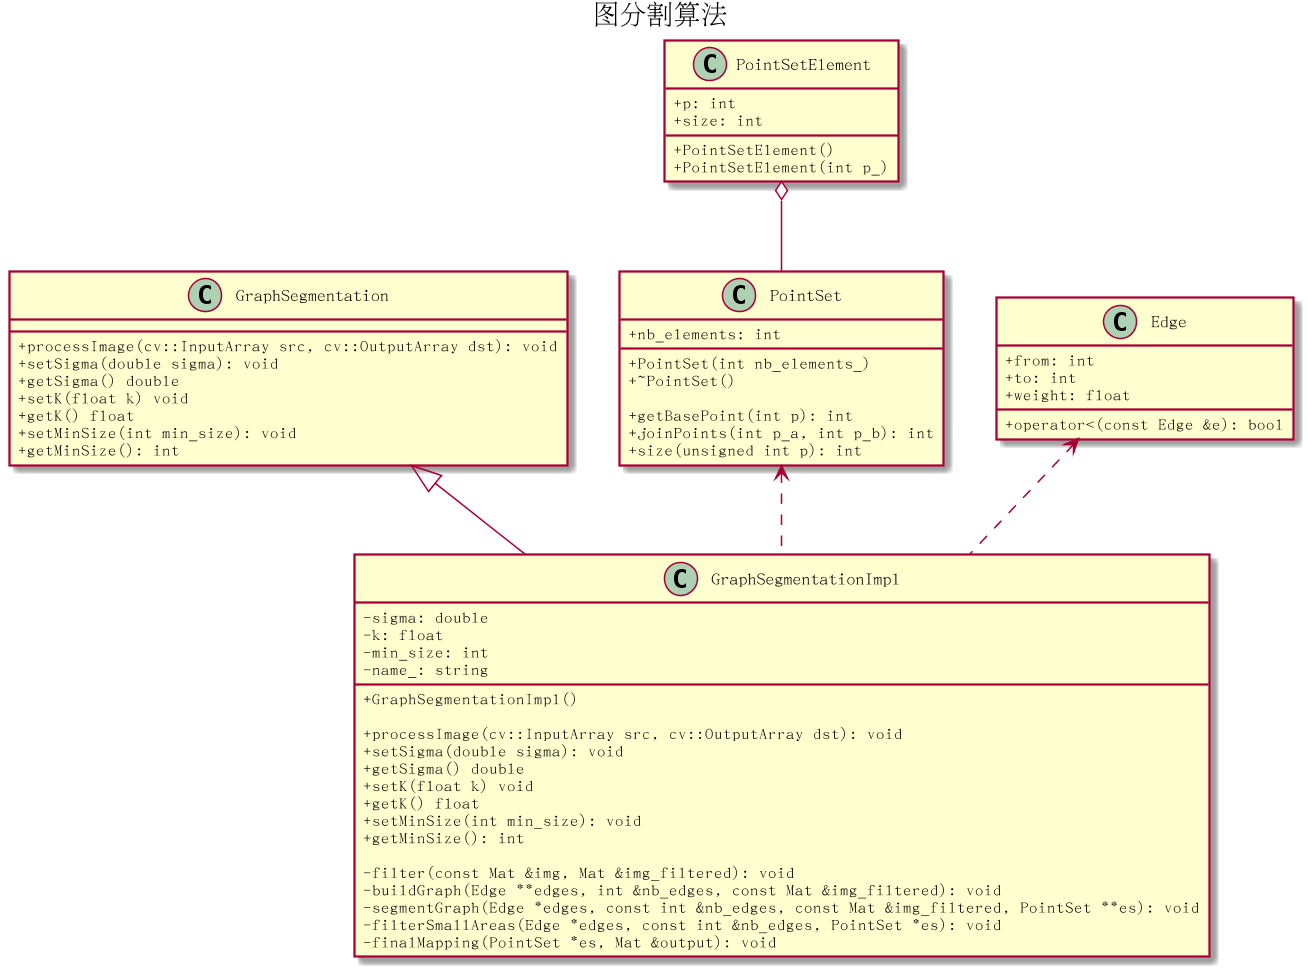 图分割算法
C PointSetElement
+p: int
+size: int
+PointSetElement()
+PointSetElement(int p_)
C GraphSegmentation
+processImage(cv::InputArray src, cv::OutputArray dst): void
+setSigma(double sigma): void
+getSigma() double
+setK(float k) void
+getK() float
+setMinSize(int min_size): void
+getMinSize(): int
C PointSet
+nb_elements: int
+PointSet(int nb_elements_)
+~PointSet()
+getBasePoint(int p): int
+joinPoints(int p_a, int p_b): int
+size(unsigned int p): int
C Edge
+from: int
+to: int
+weight: float
+operator<(const Edge &e): bool
C GraphSegmentationImpl
-sigma: double
-k: float
-min_size: int
-name_: string
+GraphSegmentationImpl()
+processImage(cv::InputArray src, cv::OutputArray dst): void
+setSigma(double sigma): void
+getSigma() double
+setK(float k) void
+getK() float
+setMinSize(int min_size): void
+getMinSize(): int
-filter(const Mat &img, Mat &img_filtered): void
-buildGraph(Edge **edges, int &nb_edges, const Mat &img_filtered): void
-segmentGraph(Edge *edges, const int &nb_edges, const Mat &img_filtered, PointSet **es): void
-filterSmallAreas(Edge *edges, const int &nb_edges, PointSet *es): void
-finalMapping(PointSet *es, Mat &output): void